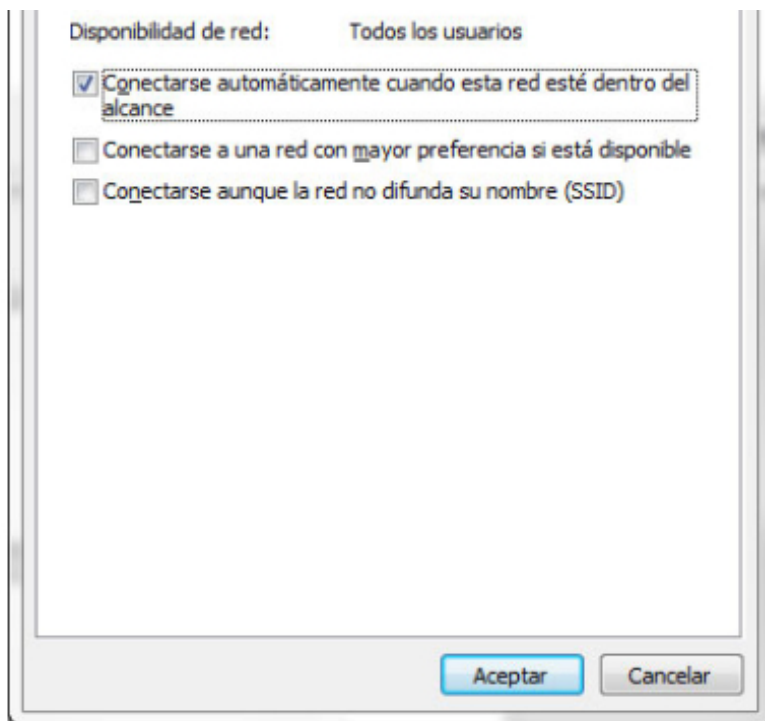 Disponibilidad de red: Todos los usuarios
Conectarse automáticamente cuando esta red esté dentro del
alcance
Conectarse a una red con mayor preferencia si está disponible
Conectarse aunque la red no difunda su nombre (SSID)
Aceptar Cancelar